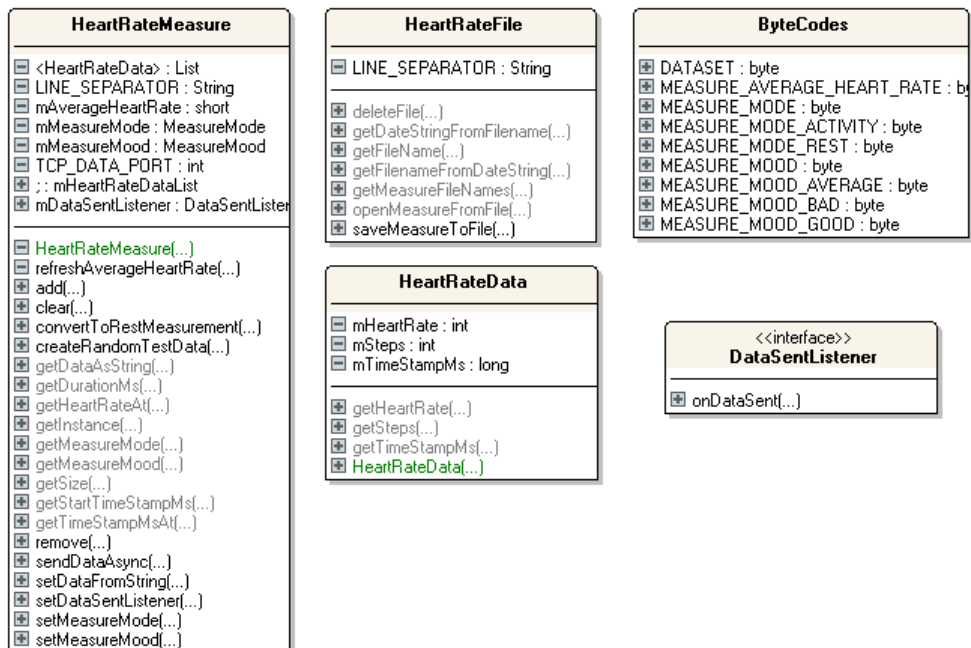 HeartRateMeasure
<HeartRateData> : List
LINE_SEPARATOR : String
mAverageHeartRate : short
mMeasureMode : MeasureMode
mMeasureMood : MeasureMood
TCP_DATA_PORT : int
; : mHeartRateDataList
mDataSentListener : DataSentListen
HeartRateMeasure(...)
refreshAverageHeartRate(...)
add(...)
clear(...)
convertToRestMeasurement(...)
createRandomTestData(...)
getDataAsString(...)
getDurationMs(...)
getHeartRateAt(...)
getInstance(...)
getMeasureMode(...)
getMeasureMood(...)
getSize(...)
getStartTimeStampMs(...)
getTimeStampMsAt(...)
remove(...)
sendDataAsync(...)
setDataFromString(...)
setDataSentListener(...)
setMeasureMode(...)
setMeasureMood(...)
HeartRateFile
LINE_SEPARATOR : String
deleteFile(...)
getDateStringFromFilename(...)
getFileName(...)
getFilenameFromDateString(...)
getMeasureFileNames(...)
openMeasureFromFile(...)
saveMeasureToFile(...)
HeartRateData
mHeartRate : int
mSteps : int
mTimeStampMs : long
getHeartRate(...)
getSteps(...)
getTimeStampMs(...)
HeartRateData(...)
ByteCodes
DATASET : byte
MEASURE_AVERAGE_HEART_RATE : by
MEASURE_MODE : byte
MEASURE_MODE_ACTIVITY : byte
MEASURE_MODE_REST : byte
MEASURE_MOOD : byte
MEASURE_MOOD_AVERAGE : byte
MEASURE_MOOD_BAD : byte
MEASURE_MOOD_GOOD : byte
<<interface>>
DataSentListener
onDataSent(...)